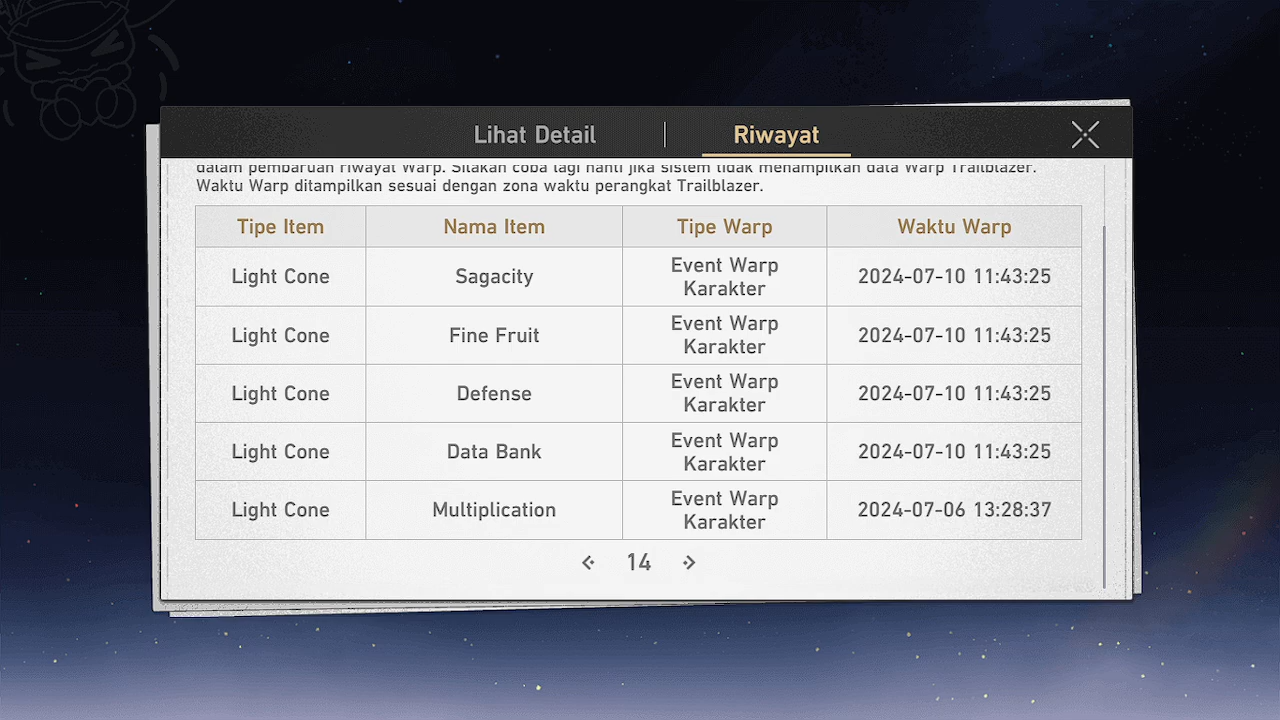 Lihat Detail | Riwayat
dalam pembaruan riwayat Warp. Silakan coba lagi nanti jika sistem tidak menampilkan data Warp Trailblazer.
Waktu Warp ditampilkan sesuai dengan zona waktu perangkat Trailblazer.
Tipe Item Nama Item Tipe Warp Waktu Warp
Light Cone Sagacity Event Warp Karakter 2024-07-10 11:43:25
Light Cone Fine Fruit Event Warp Karakter 2024-07-10 11:43:25
Light Cone Defense Event Warp Karakter 2024-07-10 11:43:25
Light Cone Data Bank Event Warp Karakter 2024-07-10 11:43:25
Light Cone Multiplication Event Warp Karakter 2024-07-06 13:28:37
14